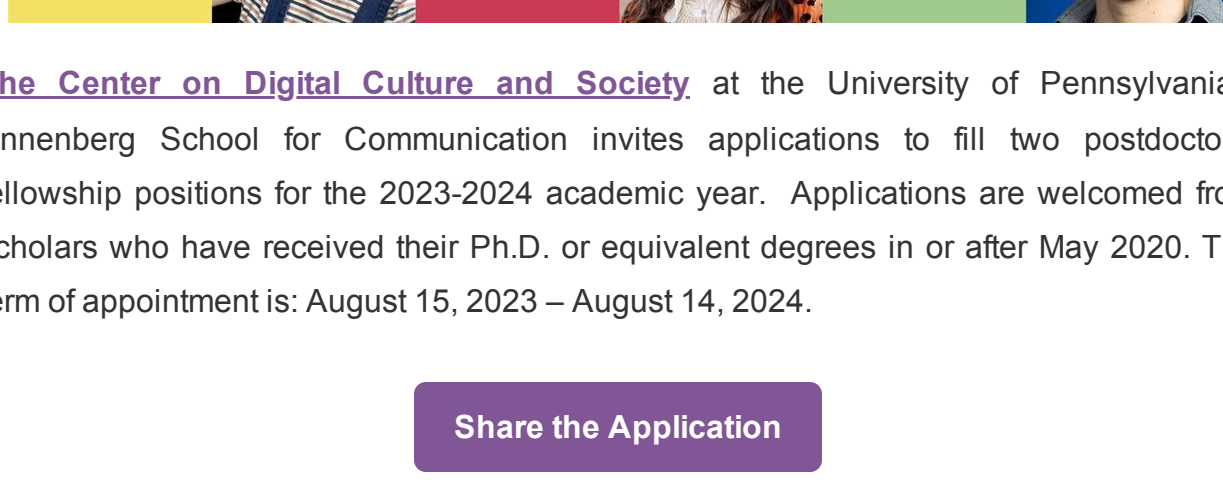 he Center on Digital Culture and Society at the University of Pennsylvania
nnenberg School for Communication invites applications to fill two postdocto
ellowship positions for the 2023-2024 academic year. Applications are welcomed fro
cholars who have received their Ph.D. or equivalent degrees in or after May 2020. T
erm of appointment is: August 15, 2023 – August 14, 2024.
Share the Application